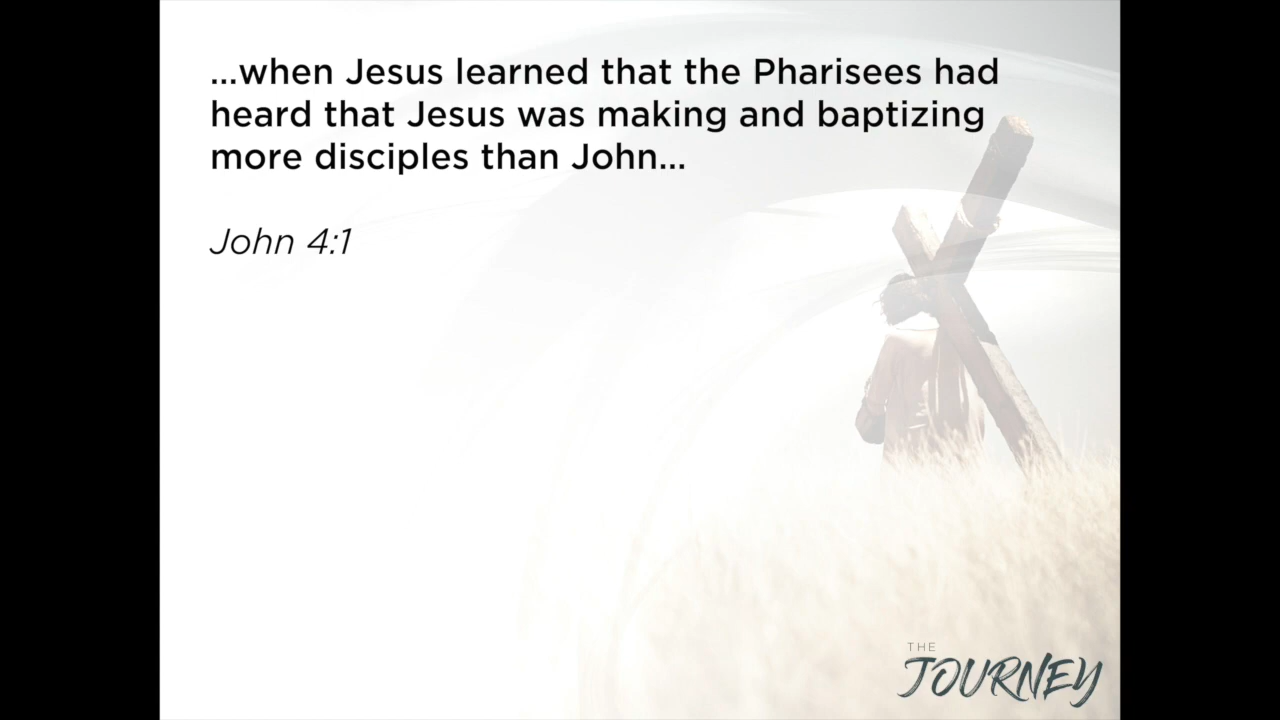 ...when Jesus learned that the Pharisees had
heard that Jesus was making and baptizing
more disciples than John...
John 4:1
THE
JOURNEY